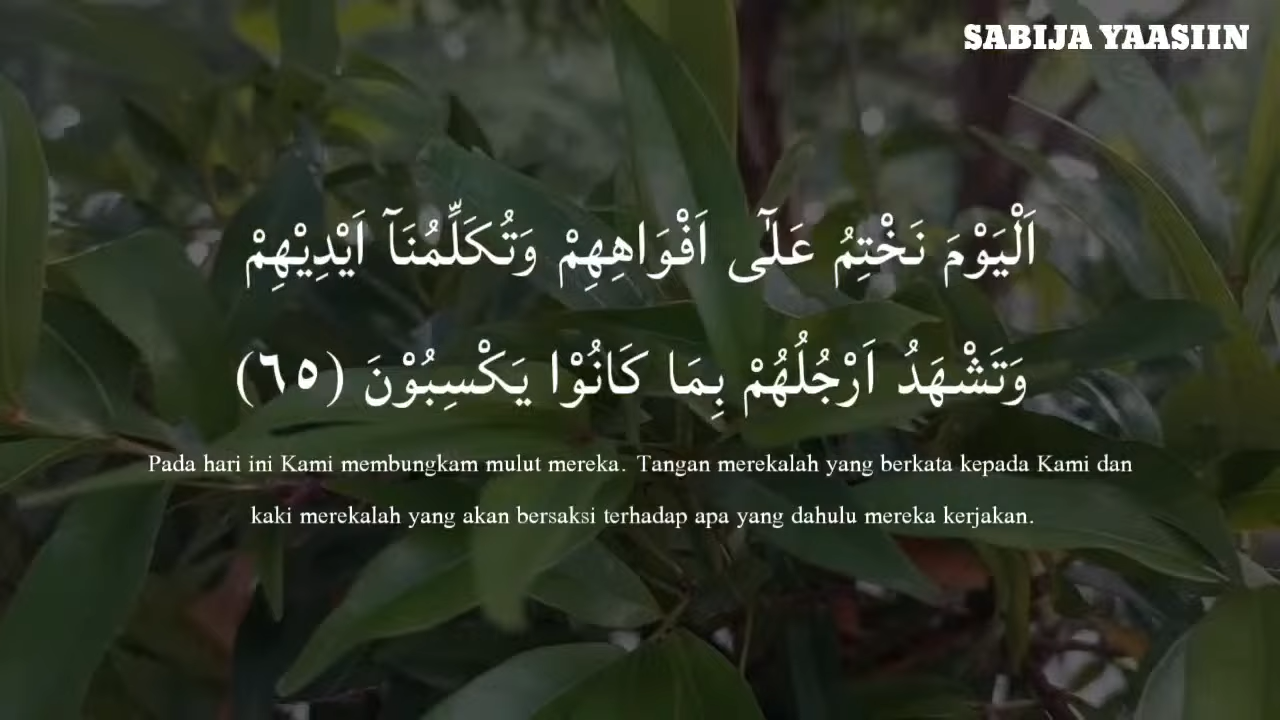 SABIJA YAASIIN
اَلْيَوْمَ نَخْتِمُ عَلٰٓى اَفْوَاهِهِمْ وَتُكَلِّمُنَآ اَيْدِيْهِمْ
وَتَشْهَدُ اَرْجُلُهُمْ بِمَا كَانُوْا يَكْسِبُوْنَ (٦٥)
Pada hari ini Kami membungkam mulut mereka. Tangan merekalah yang berkata kepada Kami dan
kaki merekalah yang akan bersaksi terhadap apa yang dahulu mereka kerjakan.